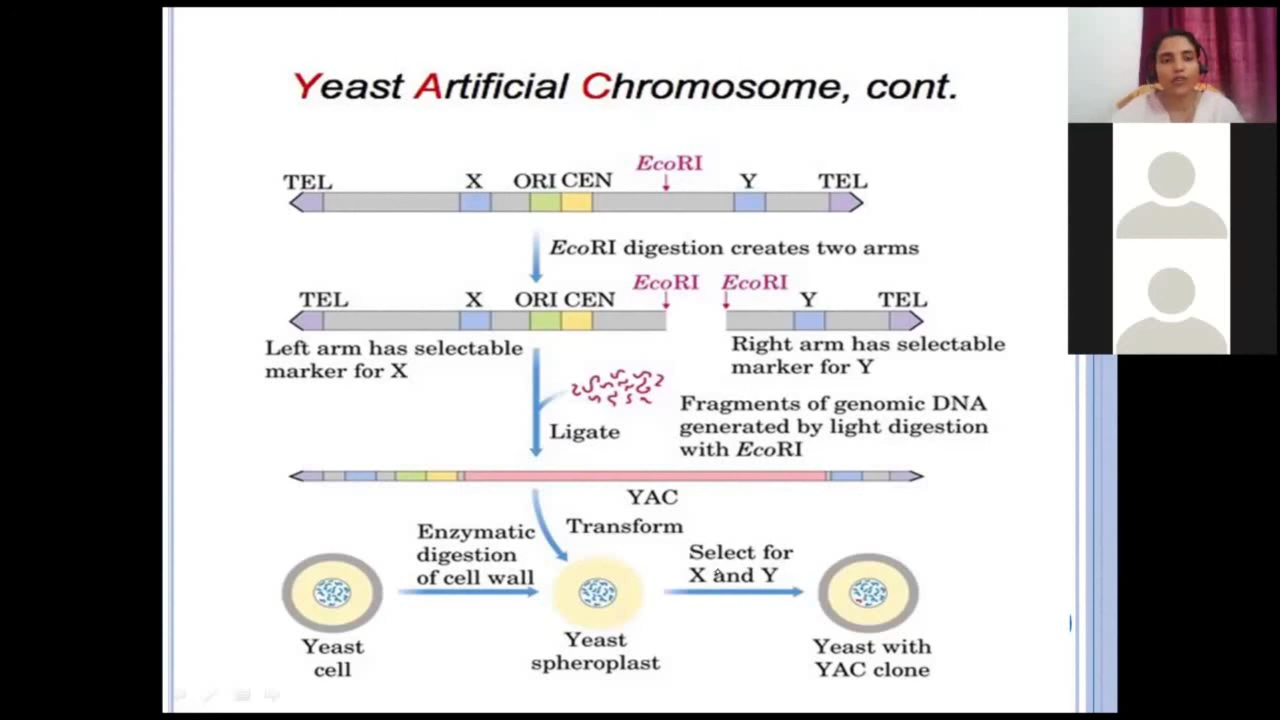 Yeast Artificial Chromosome, cont.
EcoRI
TEL X ORI CEN Y TEL
EcoRI digestion creates two arms
EcoRI EcoRI
TEL X ORI CEN Y TEL
Left arm has selectable
marker for X
Right arm has selectable
marker for Y
Fragments of genomic DNA
generated by light digestion
with EcoRI
Ligate
YAC
Transform
Enzymatic
digestion
of cell wall
Select for
X and Y
Yeast
cell
Yeast
spheroplast
Yeast with
YAC clone